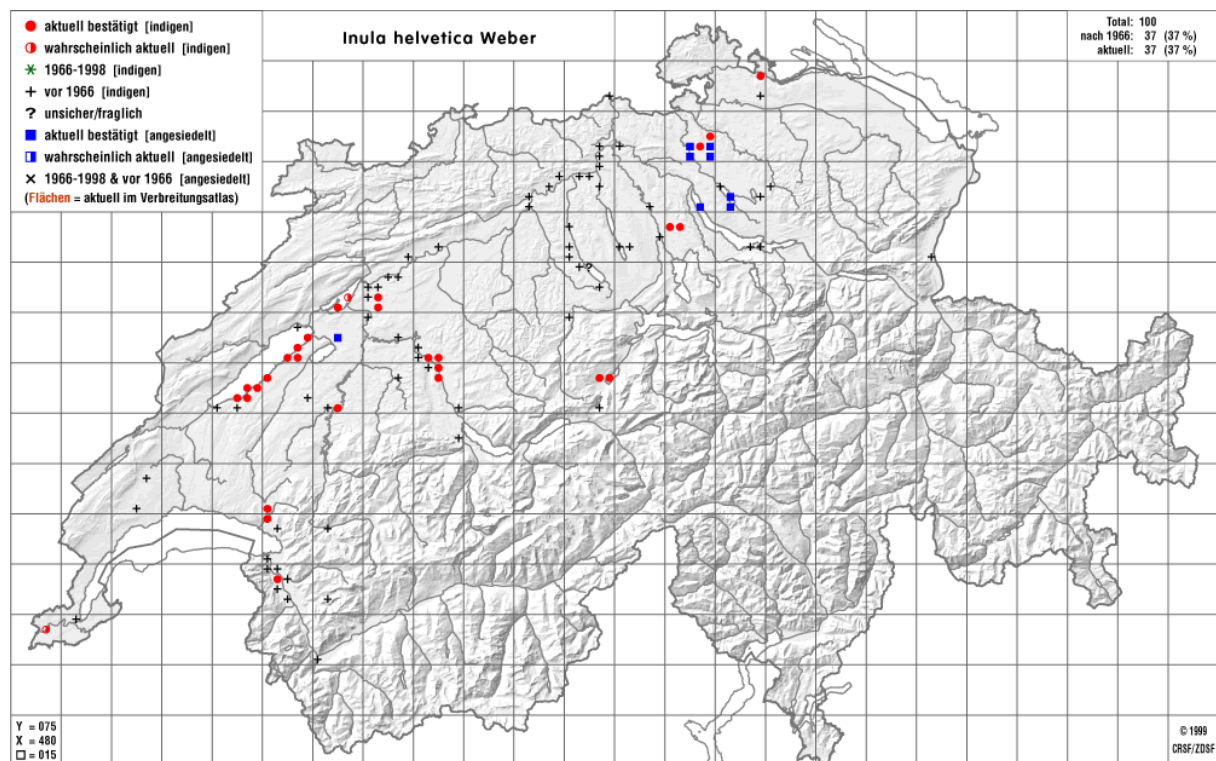 aktuell bestätigt [indigen]
wahrscheinlich aktuell [indigen]
1966-1998 [indigen]
vor 1966 [indigen]
? unsicher/fraglich
aktuell bestätigt [angesiedelt]
wahrscheinlich aktuell [angesiedelt]
1966-1998 & vor 1966 [angesiedelt]
(Flächen = aktuell im Verbreitungsatlas)
Inula helvetica Weber
Total: 100
nach 1966: 37 (37 %)
aktuell: 37 (37 %)
?
Y = 075
X = 480
□ = 015
© 1999
CRSF/ZDSF